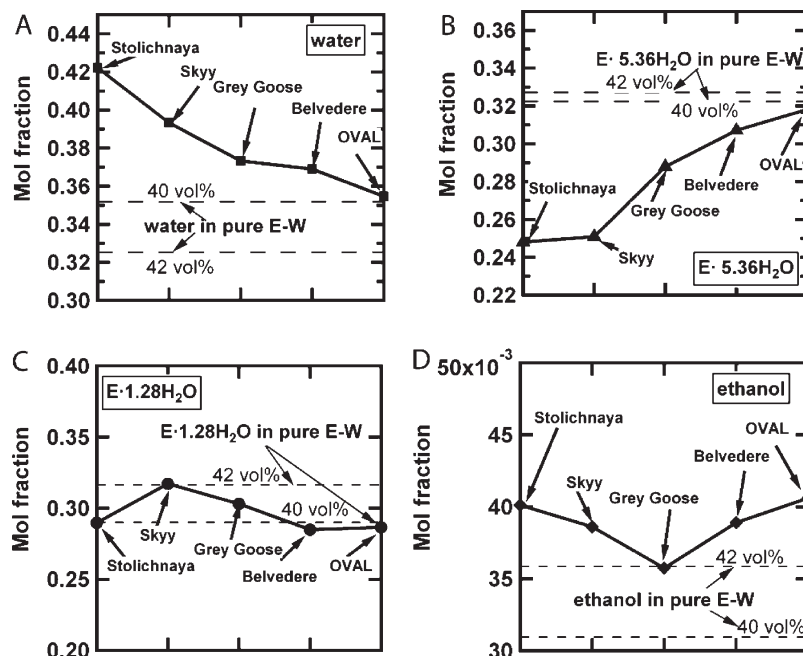 A
0.44
water
Stolichnaya
0.42
Skyy
Grey Goose
0.40
Belvedere
0.38
OVAL
Mol fraction
0.36
40 vol%
0.34
water in pure E-W
0.32
42 vol%
0.30
B
0.36
E· 5.36H₂O in pure E-W
0.34
42 vol%
0.32
40 vol%
0.30
OVAL
Belvedere
Mol fraction
0.28
Stolichnaya
Grey Goose
0.26
0.24
Skyy
E· 5.36H₂O
0.22
C
0.40
E·1.28H₂O
0.35
E·1.28H₂O in pure E-W
42 vol%
Mol fraction
0.30
40 vol%
Skyy
Grey Goose
Stolichnaya
Belvedere
OVAL
0.25
0.20
D
50x10⁻³
ethanol
Stolichnaya
OVAL
45
Belvedere
Skyy
Grey Goose
Mol fraction
40
35
42 vol%
ethanol in pure E-W
40 vol%
30